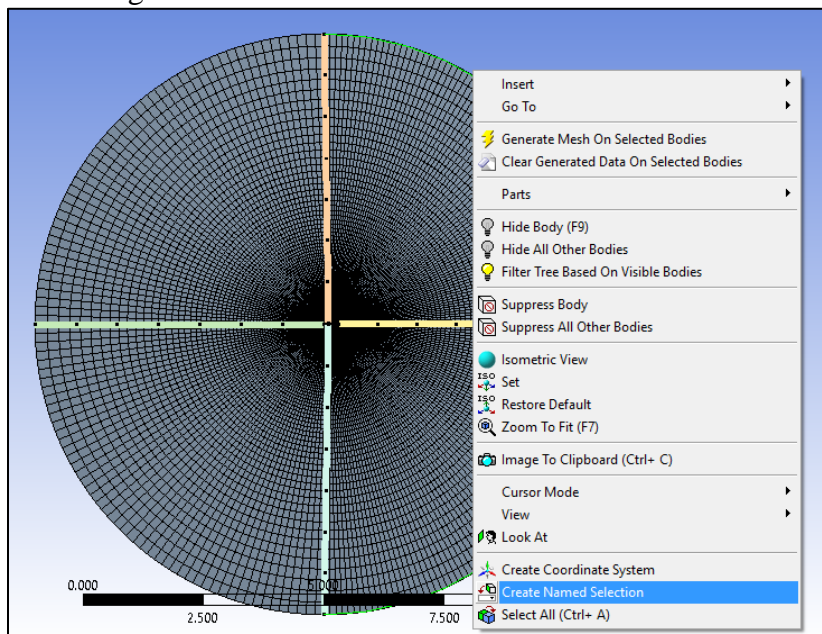 Insert
Go To
Generate Mesh On Selected Bodies
Clear Generated Data On Selected Bodies
Parts
Hide Body (F9)
Hide All Other Bodies
Filter Tree Based On Visible Bodies
Suppress Body
Suppress All Other Bodies
Isometric View
ISO Set
ISO Restore Default
Zoom To Fit (F7)
Image To Clipboard (Ctrl+ C)
Cursor Mode
View
Look At
Create Coordinate System
Create Named Selection
Select All (Ctrl+ A)
0.000 5.000
2.500 7.500